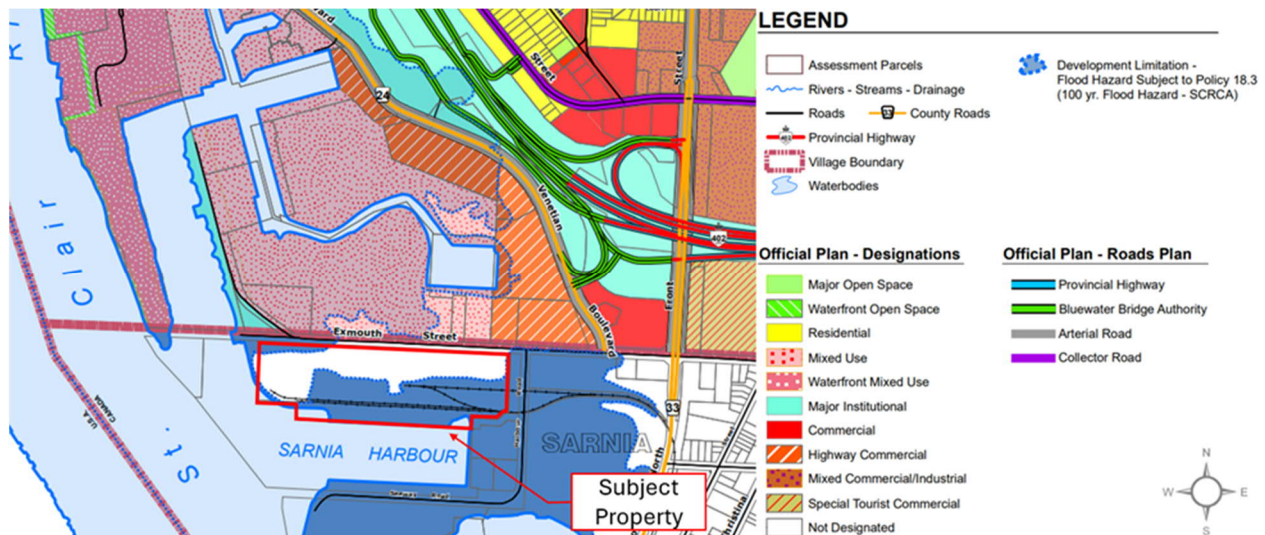 R I
24
Street
Street
Venetian
402
Clair
Front
Boulevard
Exmouth Street
CANADA
U.S.A
St.
33
SARNIA HARBOUR
SARNIA
Subject
Property
LEGEND
Assessment Parcels
Rivers - Streams - Drainage
Roads
33
County Roads
402
Provincial Highway
Village Boundary
Waterbodies
Development Limitation -
Flood Hazard Subject to Policy 18.3
(100 yr. Flood Hazard - SCRCA)
Official Plan - Designations
Major Open Space
Waterfront Open Space
Residential
Mixed Use
Waterfront Mixed Use
Major Institutional
Commercial
Highway Commercial
Mixed Commercial/Industrial
Special Tourist Commercial
Not Designated
Official Plan - Roads Plan
Provincial Highway
Bluewater Bridge Authority
Arterial Road
Collector Road
N
W
E
S